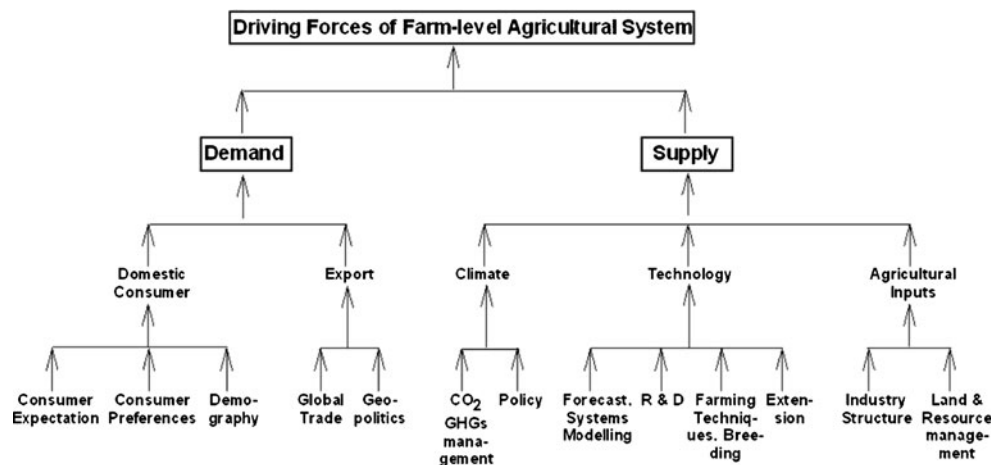 Driving Forces of Farm-level Agricultural System
Demand
Supply
Domestic
Consumer
Export
Climate
Technology
Agricultural
Inputs
Consumer
Expectation
Consumer
Preferences
Demo-
graphy
Global
Trade
Geo-
politics
CO2
GHGs
mana-
gement
Policy
Forecast.
Systems
Modelling
R & D
Farming
Techniq-
ues. Bree-
ding
Exten-
sion
Industry
Structure
Land &
Resource
manage-
ment